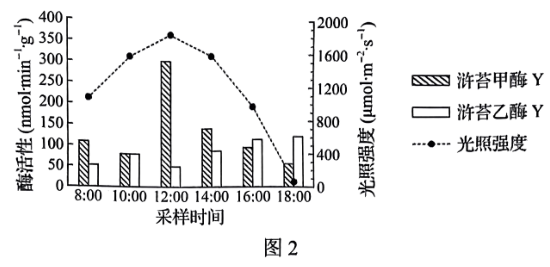 酶活性 (nmol·min⁻¹·g⁻¹)
400
350
300
250
200
150
100
50
0
2000
1600
1200
800
400
0
光照强度 (μmol·m⁻²·s⁻¹)
8:00 10:00 12:00 14:00 16:00 18:00
采样时间
浒苔甲酶 Y
浒苔乙酶 Y
光照强度
图 2